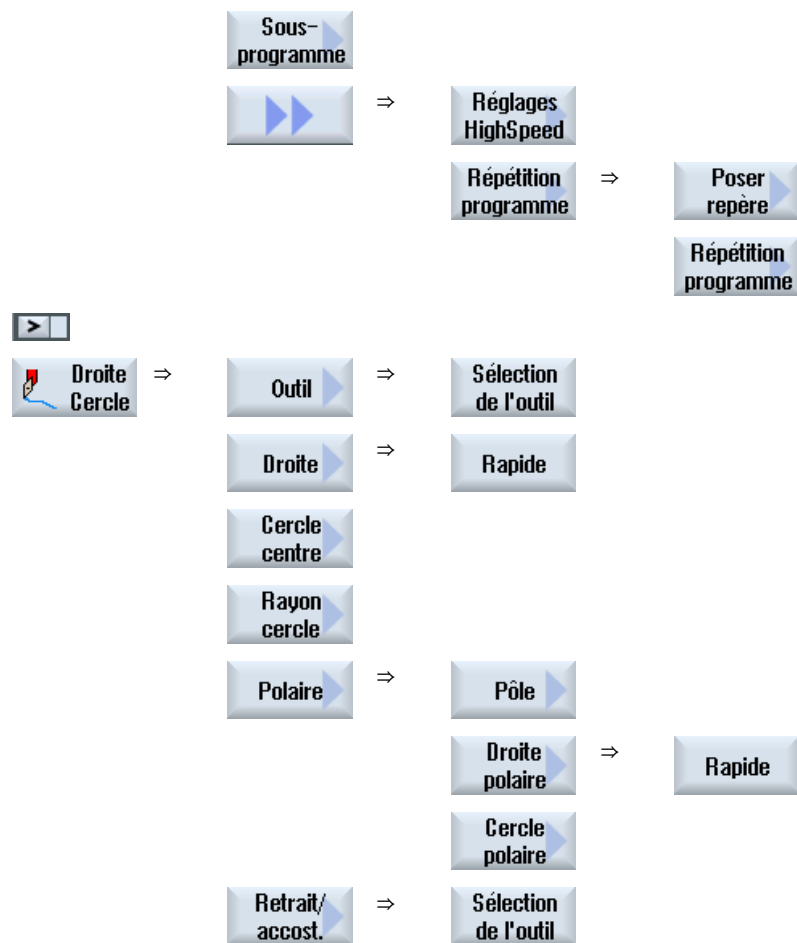 Sous-
programme
⇒
Réglages
HighSpeed
Répétition
programme
⇒
Poser
repère
Répétition
programme
>
Droite
Cercle
⇒
Outil
⇒
Sélection
de l'outil
Droite
⇒
Rapide
Cercle
centre
Rayon
cercle
Polaire
⇒
Pôle
Droite
polaire
⇒
Rapide
Cercle
polaire
Retrait/
accost.
⇒
Sélection
de l'outil